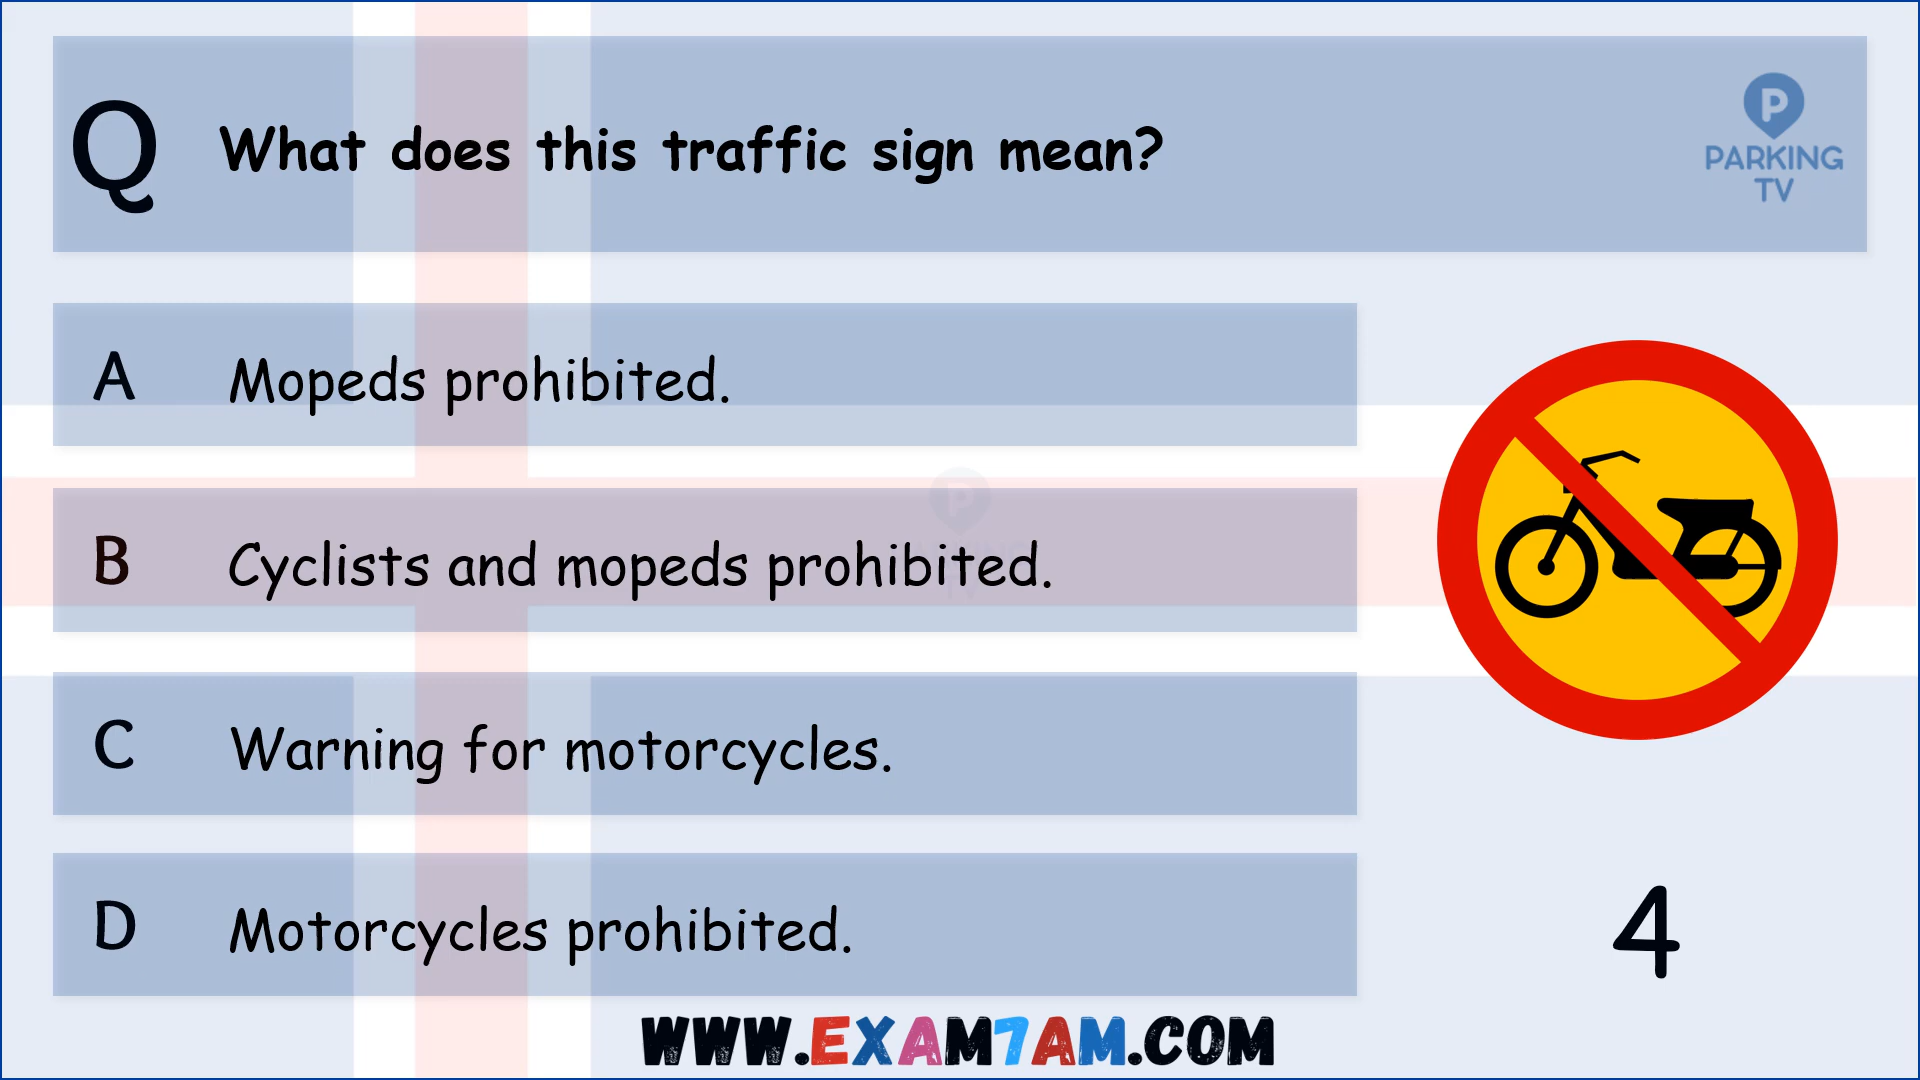 Q What does this traffic sign mean?
P
PARKING
TV
A Mopeds prohibited.
B Cyclists and mopeds prohibited.
C Warning for motorcycles.
D Motorcycles prohibited.
4
WWW.EXAM7AM.COM